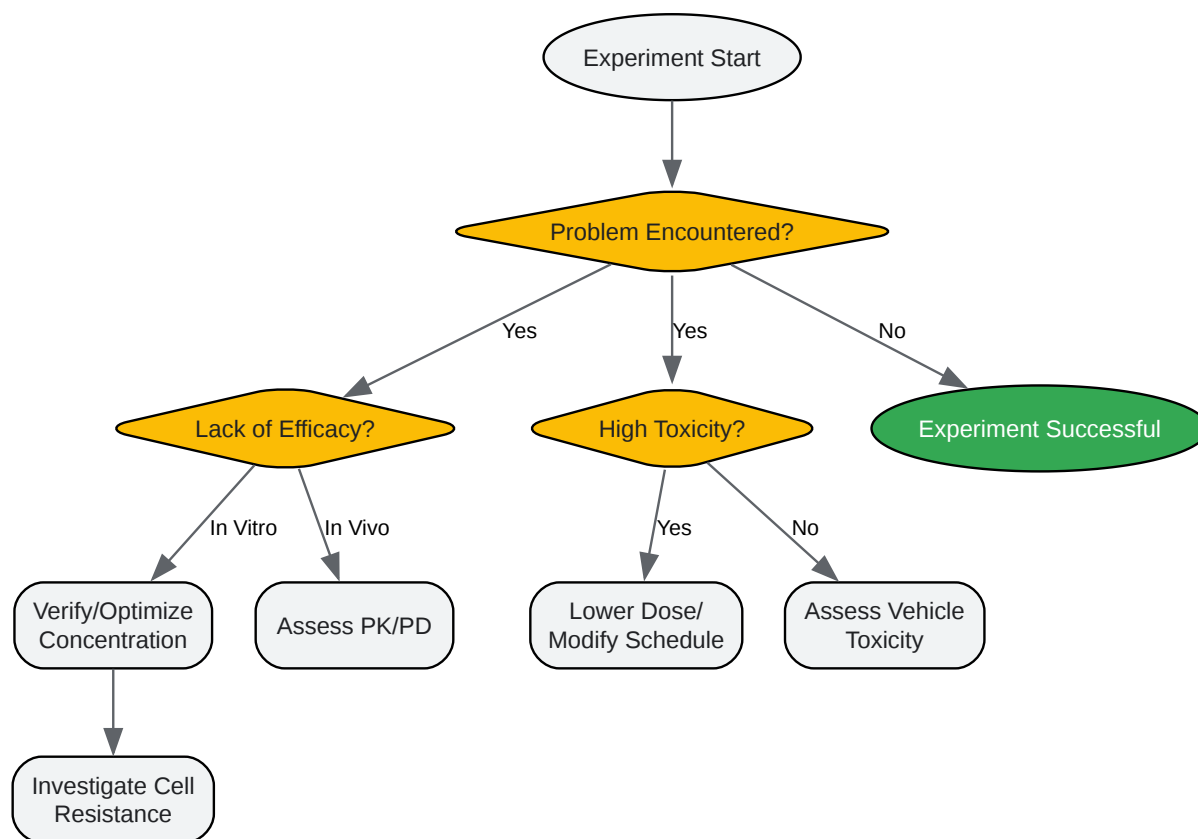 Experiment Start
Problem Encountered?
Yes
Yes
No
Lack of Efficacy?
High Toxicity?
Experiment Successful
In Vitro
In Vivo
Yes
No
Verify/Optimize
Concentration
Assess PK/PD
Lower Dose/
Modify Schedule
Assess Vehicle
Toxicity
Investigate Cell
Resistance